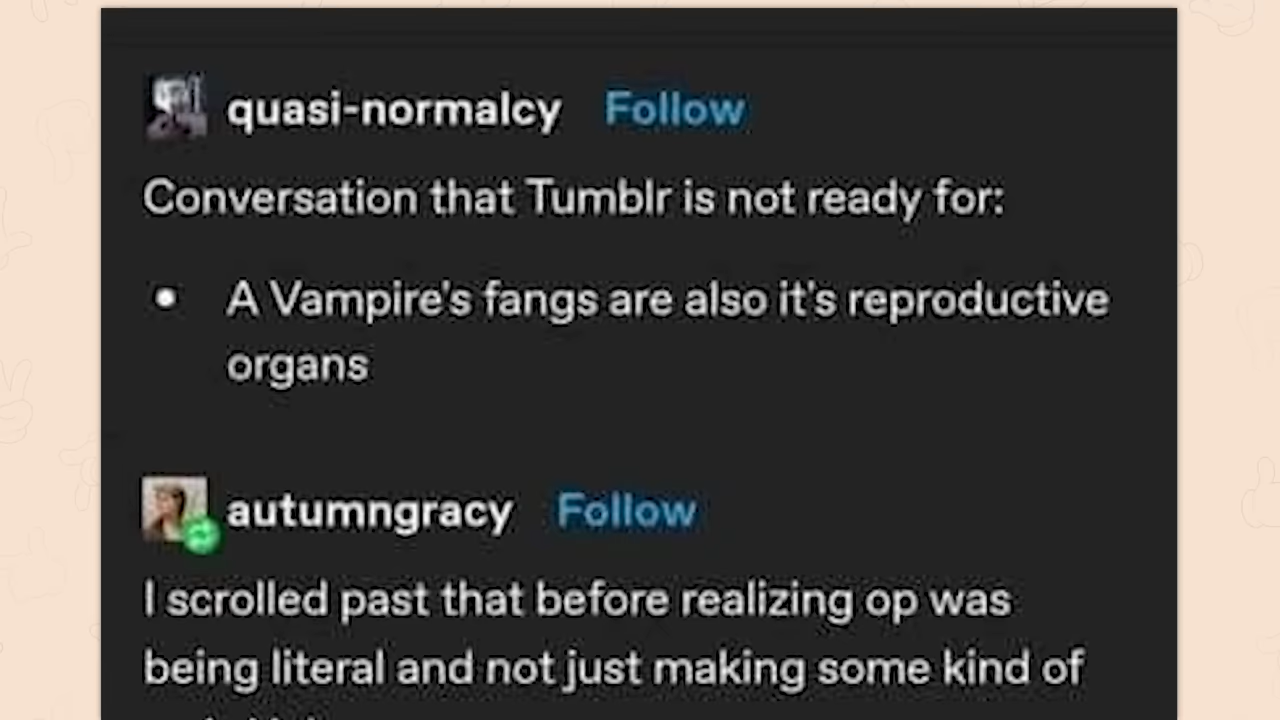 quasi-normalcy Follow
Conversation that Tumblr is not ready for:
• A Vampire's fangs are also it's reproductive
organs
autumngracy Follow
I scrolled past that before realizing op was
being literal and not just making some kind of